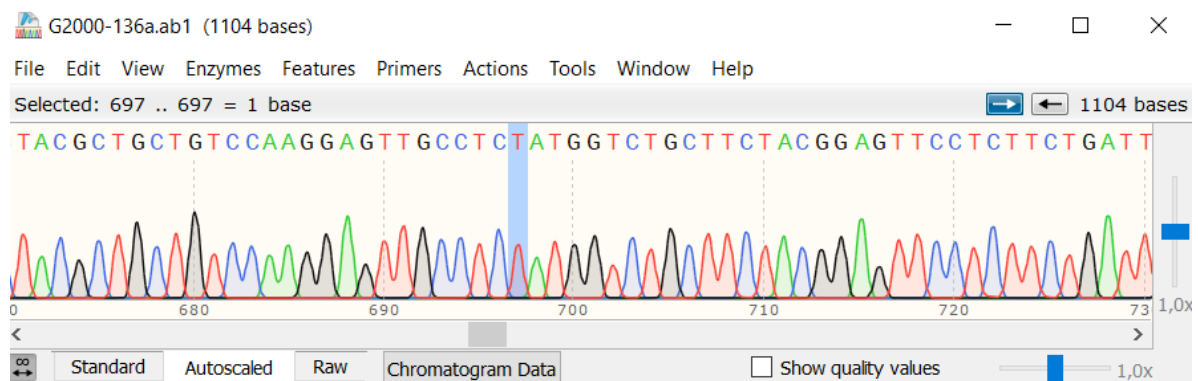 G2000-136a.ab1 (1104 bases)
File Edit View Enzymes Features Primers Actions Tools Window Help
Selected: 697 .. 697 = 1 base 1104 bases
TACGCTGCTGTCCAAGGAGTTGCCTCTATGGTCTGCTTCTACGGAGTTCCTCTTCTGATT
0 680 690 700 710 720 73
1,0x
Standard Autoscaled Raw Chromatogram Data Show quality values 1,0x